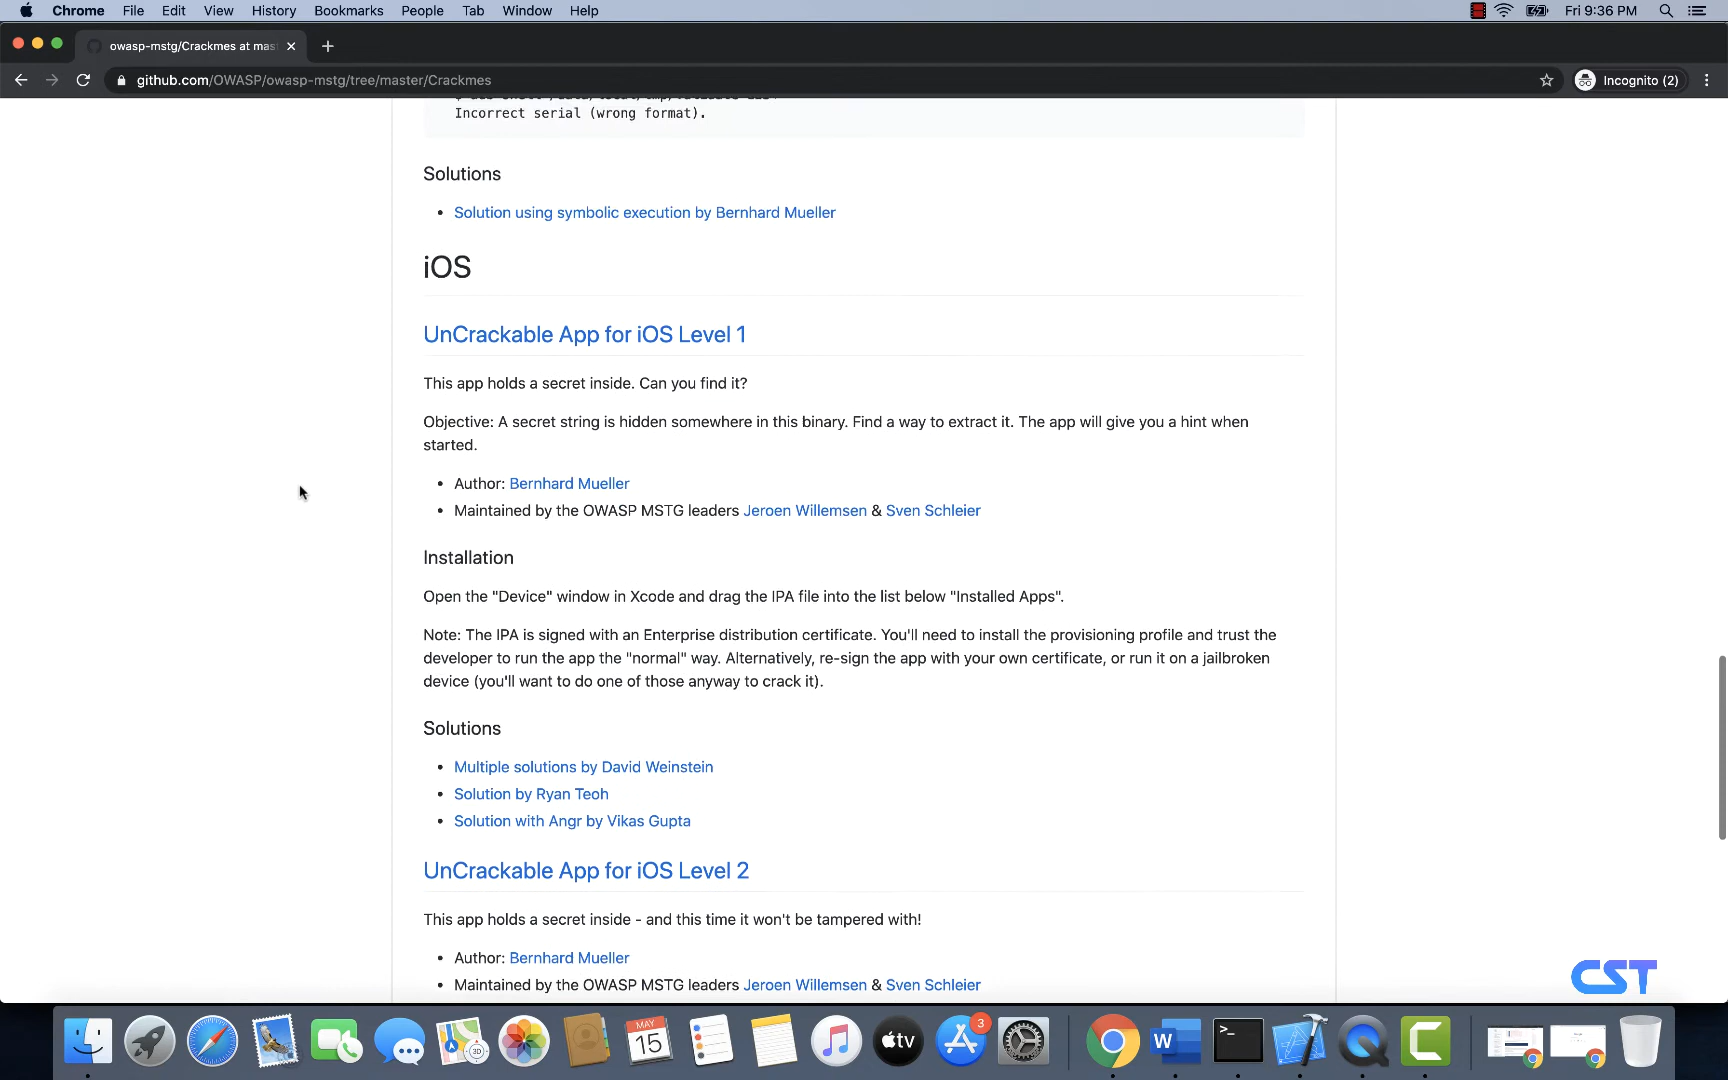 Chrome File Edit View History Bookmarks People Tab Window Help Fri 9:36 PM
owasp-mstg/Crackmes at mas
github.com/OWASP/owasp-mstg/tree/master/Crackmes Incognito (2)
Incorrect serial (wrong format).
Solutions
• Solution using symbolic execution by Bernhard Mueller
iOS
UnCrackable App for iOS Level 1
This app holds a secret inside. Can you find it?
Objective: A secret string is hidden somewhere in this binary. Find a way to extract it. The app will give you a hint when
started.
• Author: Bernhard Mueller
• Maintained by the OWASP MSTG leaders Jeroen Willemsen & Sven Schleier
Installation
Open the "Device" window in Xcode and drag the IPA file into the list below "Installed Apps".
Note: The IPA is signed with an Enterprise distribution certificate. You'll need to install the provisioning profile and trust the
developer to run the app the "normal" way. Alternatively, re-sign the app with your own certificate, or run it on a jailbroken
device (you'll want to do one of those anyway to crack it).
Solutions
• Multiple solutions by David Weinstein
• Solution by Ryan Teoh
• Solution with Angr by Vikas Gupta
UnCrackable App for iOS Level 2
This app holds a secret inside - and this time it won't be tampered with!
• Author: Bernhard Mueller
• Maintained by the OWASP MSTG leaders Jeroen Willemsen & Sven Schleier
CST
3D
MAY
15
tv
3
W
>_